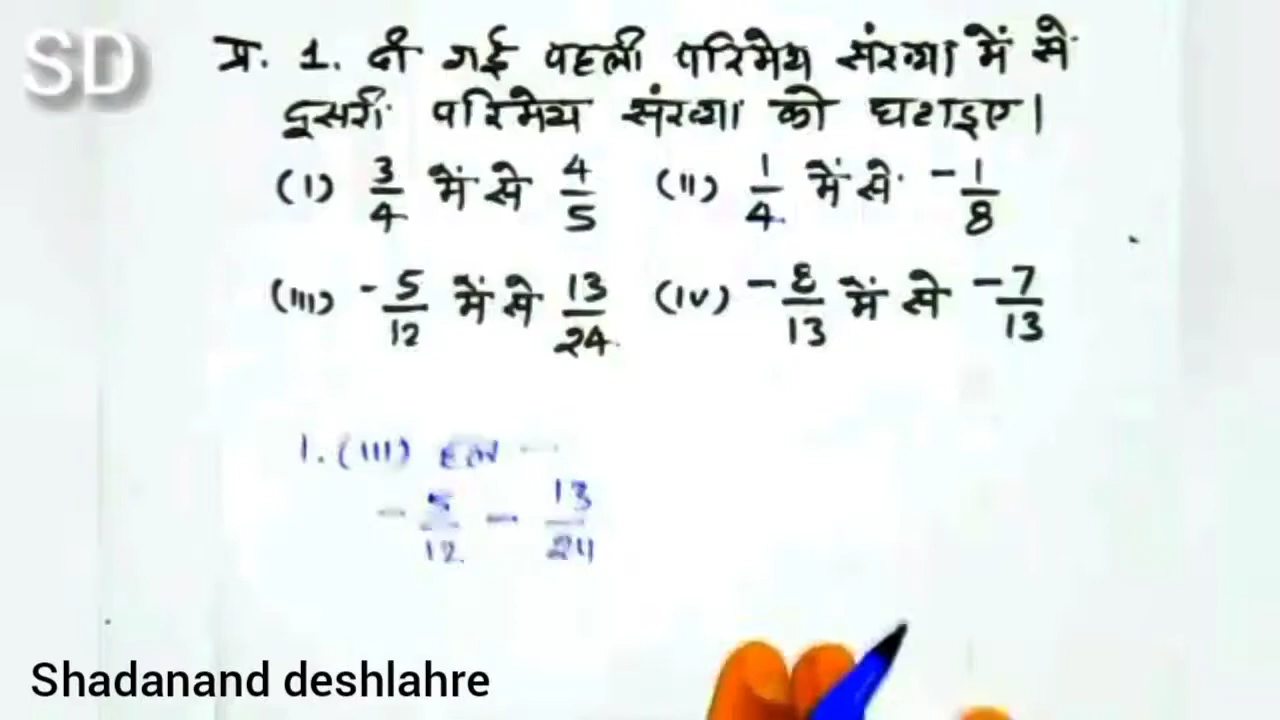 SD
प्र. 1. दी गई पहली परिमेय संख्या में से
दूसरी परिमेय संख्या को घटाइए।
(i) 3/4 में से 4/5 (ii) 1/4 में से -1/8
(iii) -5/12 में से 13/24 (iv) -8/13 में से -7/13
1. (iii) हल --
-5/12 - 13/24
Shadanand deshlahre